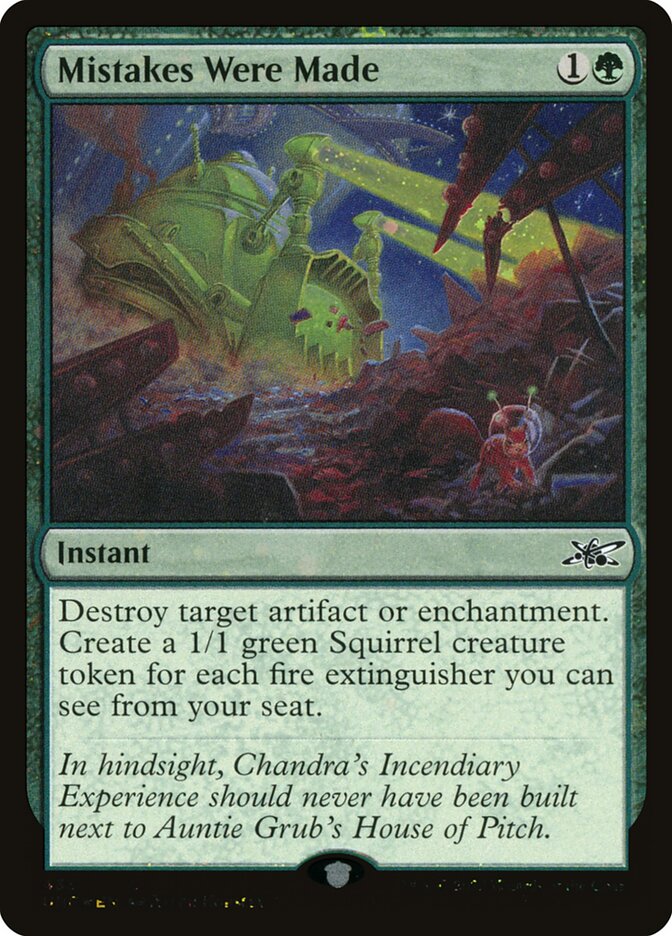 Mistakes Were Made 1
Instant
Destroy target artifact or enchantment.
Create a 1/1 green Squirrel creature
token for each fire extinguisher you can
see from your seat.
In hindsight, Chandra's Incendiary
Experience should never have been built
next to Auntie Grub's House of Pitch.